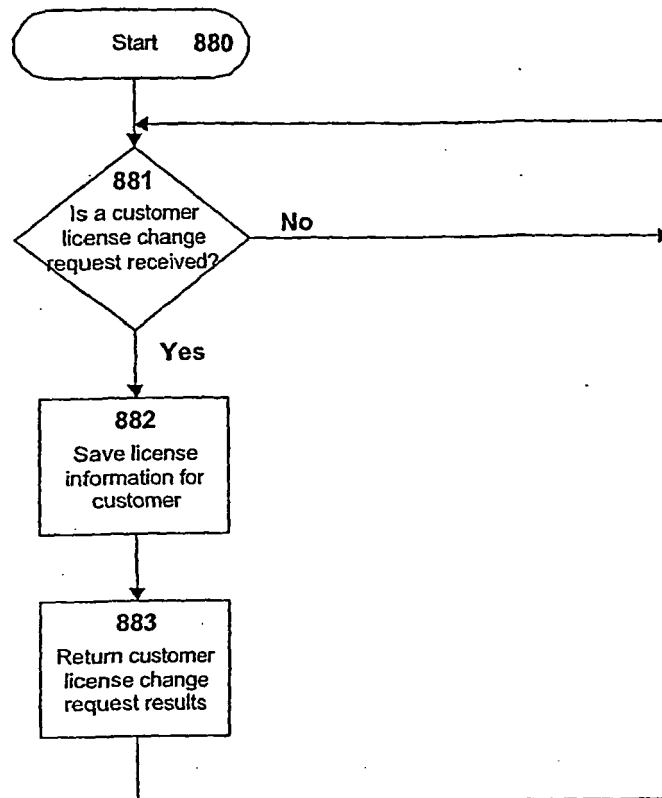 Start 880
881
Is a customer
license change
request received?
No
Yes
882
Save license
information for
customer
883
Return customer
license change
request results